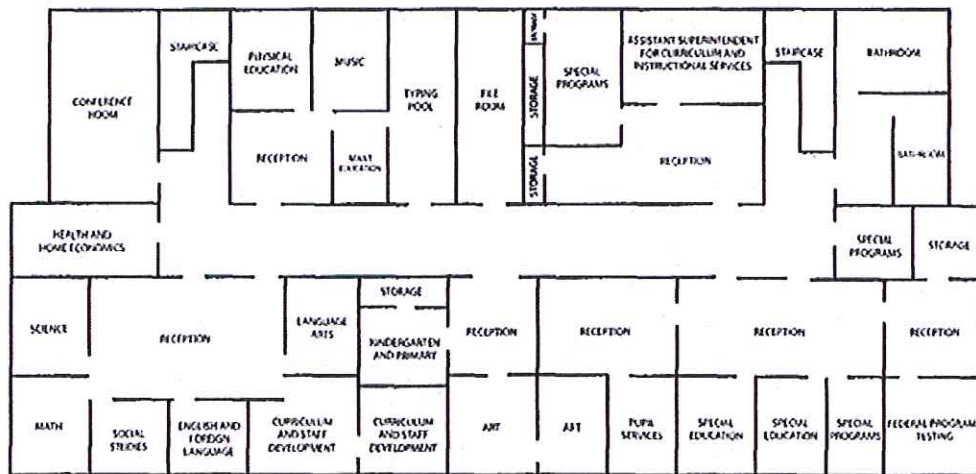 STAIRCASE
PHYSICAL
EDUCATION
MUSIC
ASSISTANT SUPERINTENDENT
FOR CURRICULUM AND
INSTRUCTIONAL SERVICES
STAIRCASE
BATHROOM
CONFERENCE
ROOM
TYPING
POOL
FILE
ROOM
STORAGE
SPECIAL
PROGRAMS
RECEPTION
EDUCATION
STORAGE
RECEPTION
BATHROOM
HEALTH AND
HOME ECONOMICS
SPECIAL
PROGRAMS
STORAGE
STORAGE
SCIENCE
RECEPTION
LANGUAGE
ARTS
KINDERGARTEN
AND PRIMARY
RECEPTION
RECEPTION
RECEPTION
RECEPTION
MATH
SOCIAL
STUDIES
ENGLISH AND
FOREIGN
LANGUAGE
CURRICULUM
AND STAFF
DEVELOPMENT
CURRICULUM
AND STAFF
DEVELOPMENT
ART
ART
PUPIL
SERVICES
SPECIAL
EDUCATION
SPECIAL
EDUCATION
SPECIAL
PROGRAMS
FEDERAL PROGRAM
TESTING